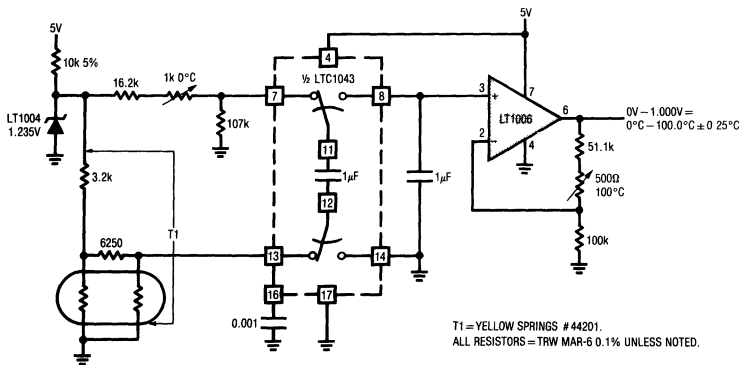 5V
10k 5%
LT1004
1.235V
16.2k
1k 0°C
107k
3.2k
T1
6250
½ LTC1043
4
7
8
11
1μF
12
13
14
16
17
0.001
1μF
5V
3
+
7
LT1006
6
2
−
4
0V–1.000V=
0°C–100.0°C ± 0 25°C
51.1k
500Ω
100°C
100k
T1=YELLOW SPRINGS #44201.
ALL RESISTORS=TRW MAR-6 0.1% UNLESS NOTED.